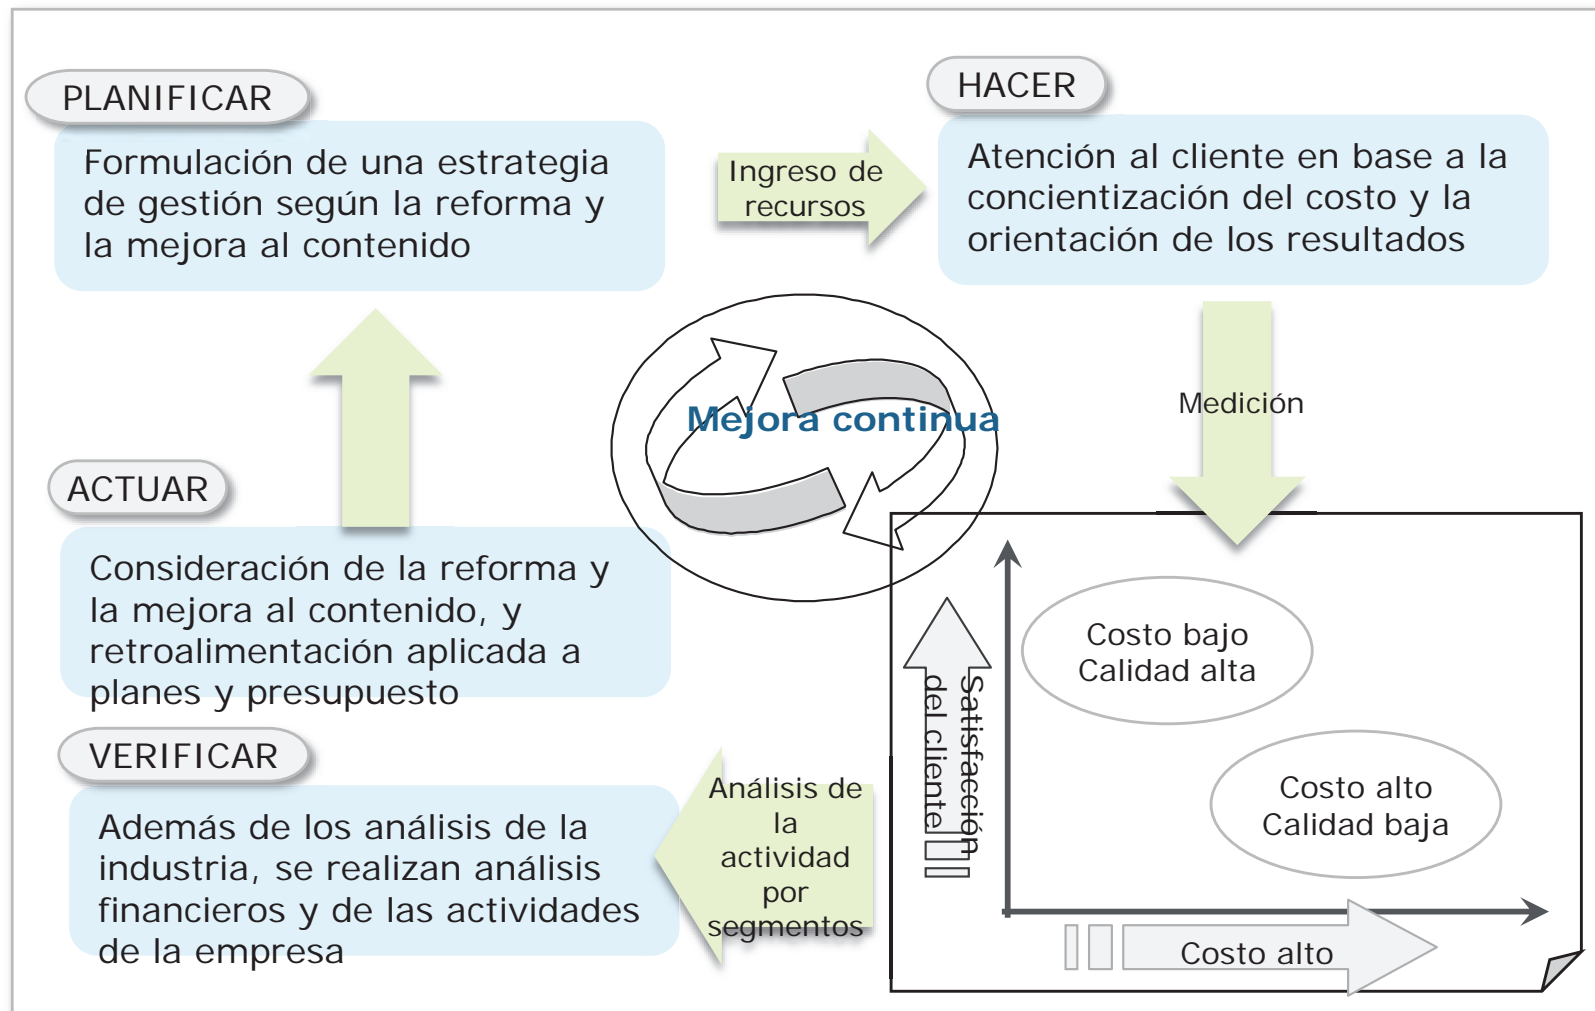 PLANIFICAR
Formulación de una estrategia
de gestión según la reforma y
la mejora al contenido
Ingreso de
recursos
HACER
Atención al cliente en base a la
concientización del costo y la
orientación de los resultados
Mejora continua
Medición
ACTUAR
Consideración de la reforma y
la mejora al contenido, y
retroalimentación aplicada a
planes y presupuesto
VERIFICAR
Además de los análisis de la
industria, se realizan análisis
financieros y de las actividades
de la empresa
Análisis de
la
actividad
por
segmentos
Satisfacción
del cliente
Costo bajo
Calidad alta
Costo alto
Calidad baja
Costo alto